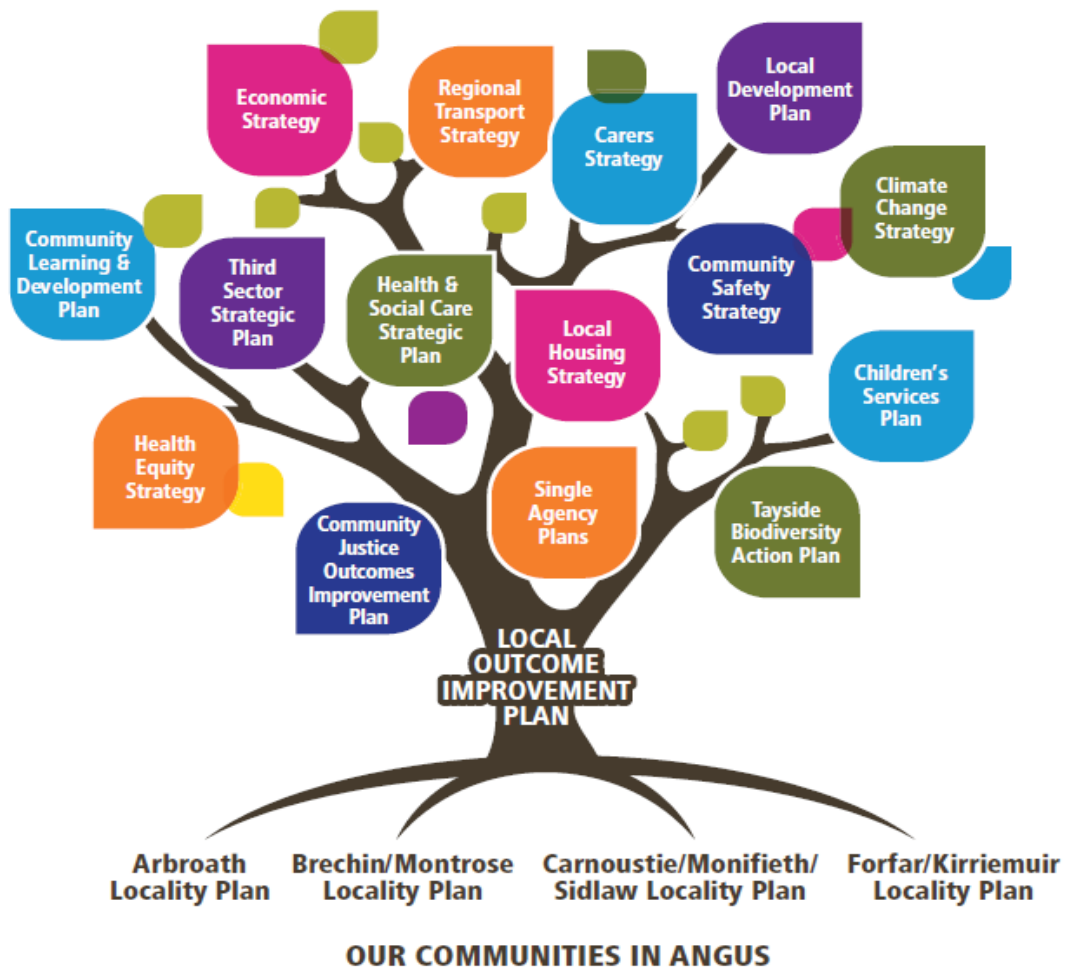 Economic
Strategy
Regional
Transport
Strategy
Carers
Strategy
Local
Development
Plan
Climate
Change
Strategy
Community
Learning &
Development
Plan
Third
Sector
Strategic
Plan
Health &
Social Care
Strategic
Plan
Local
Housing
Strategy
Community
Safety
Strategy
Children’s
Services
Plan
Health
Equity
Strategy
Community
Justice
Outcomes
Improvement
Plan
Single
Agency
Plans
Tayside
Biodiversity
Action Plan
LOCAL
OUTCOME
IMPROVEMENT
PLAN
Arbroath
Locality Plan
Brechin/Montrose
Locality Plan
Carnoustie/Monifieth/
Sidlaw Locality Plan
Forfar/Kirriemuir
Locality Plan
OUR COMMUNITIES IN ANGUS